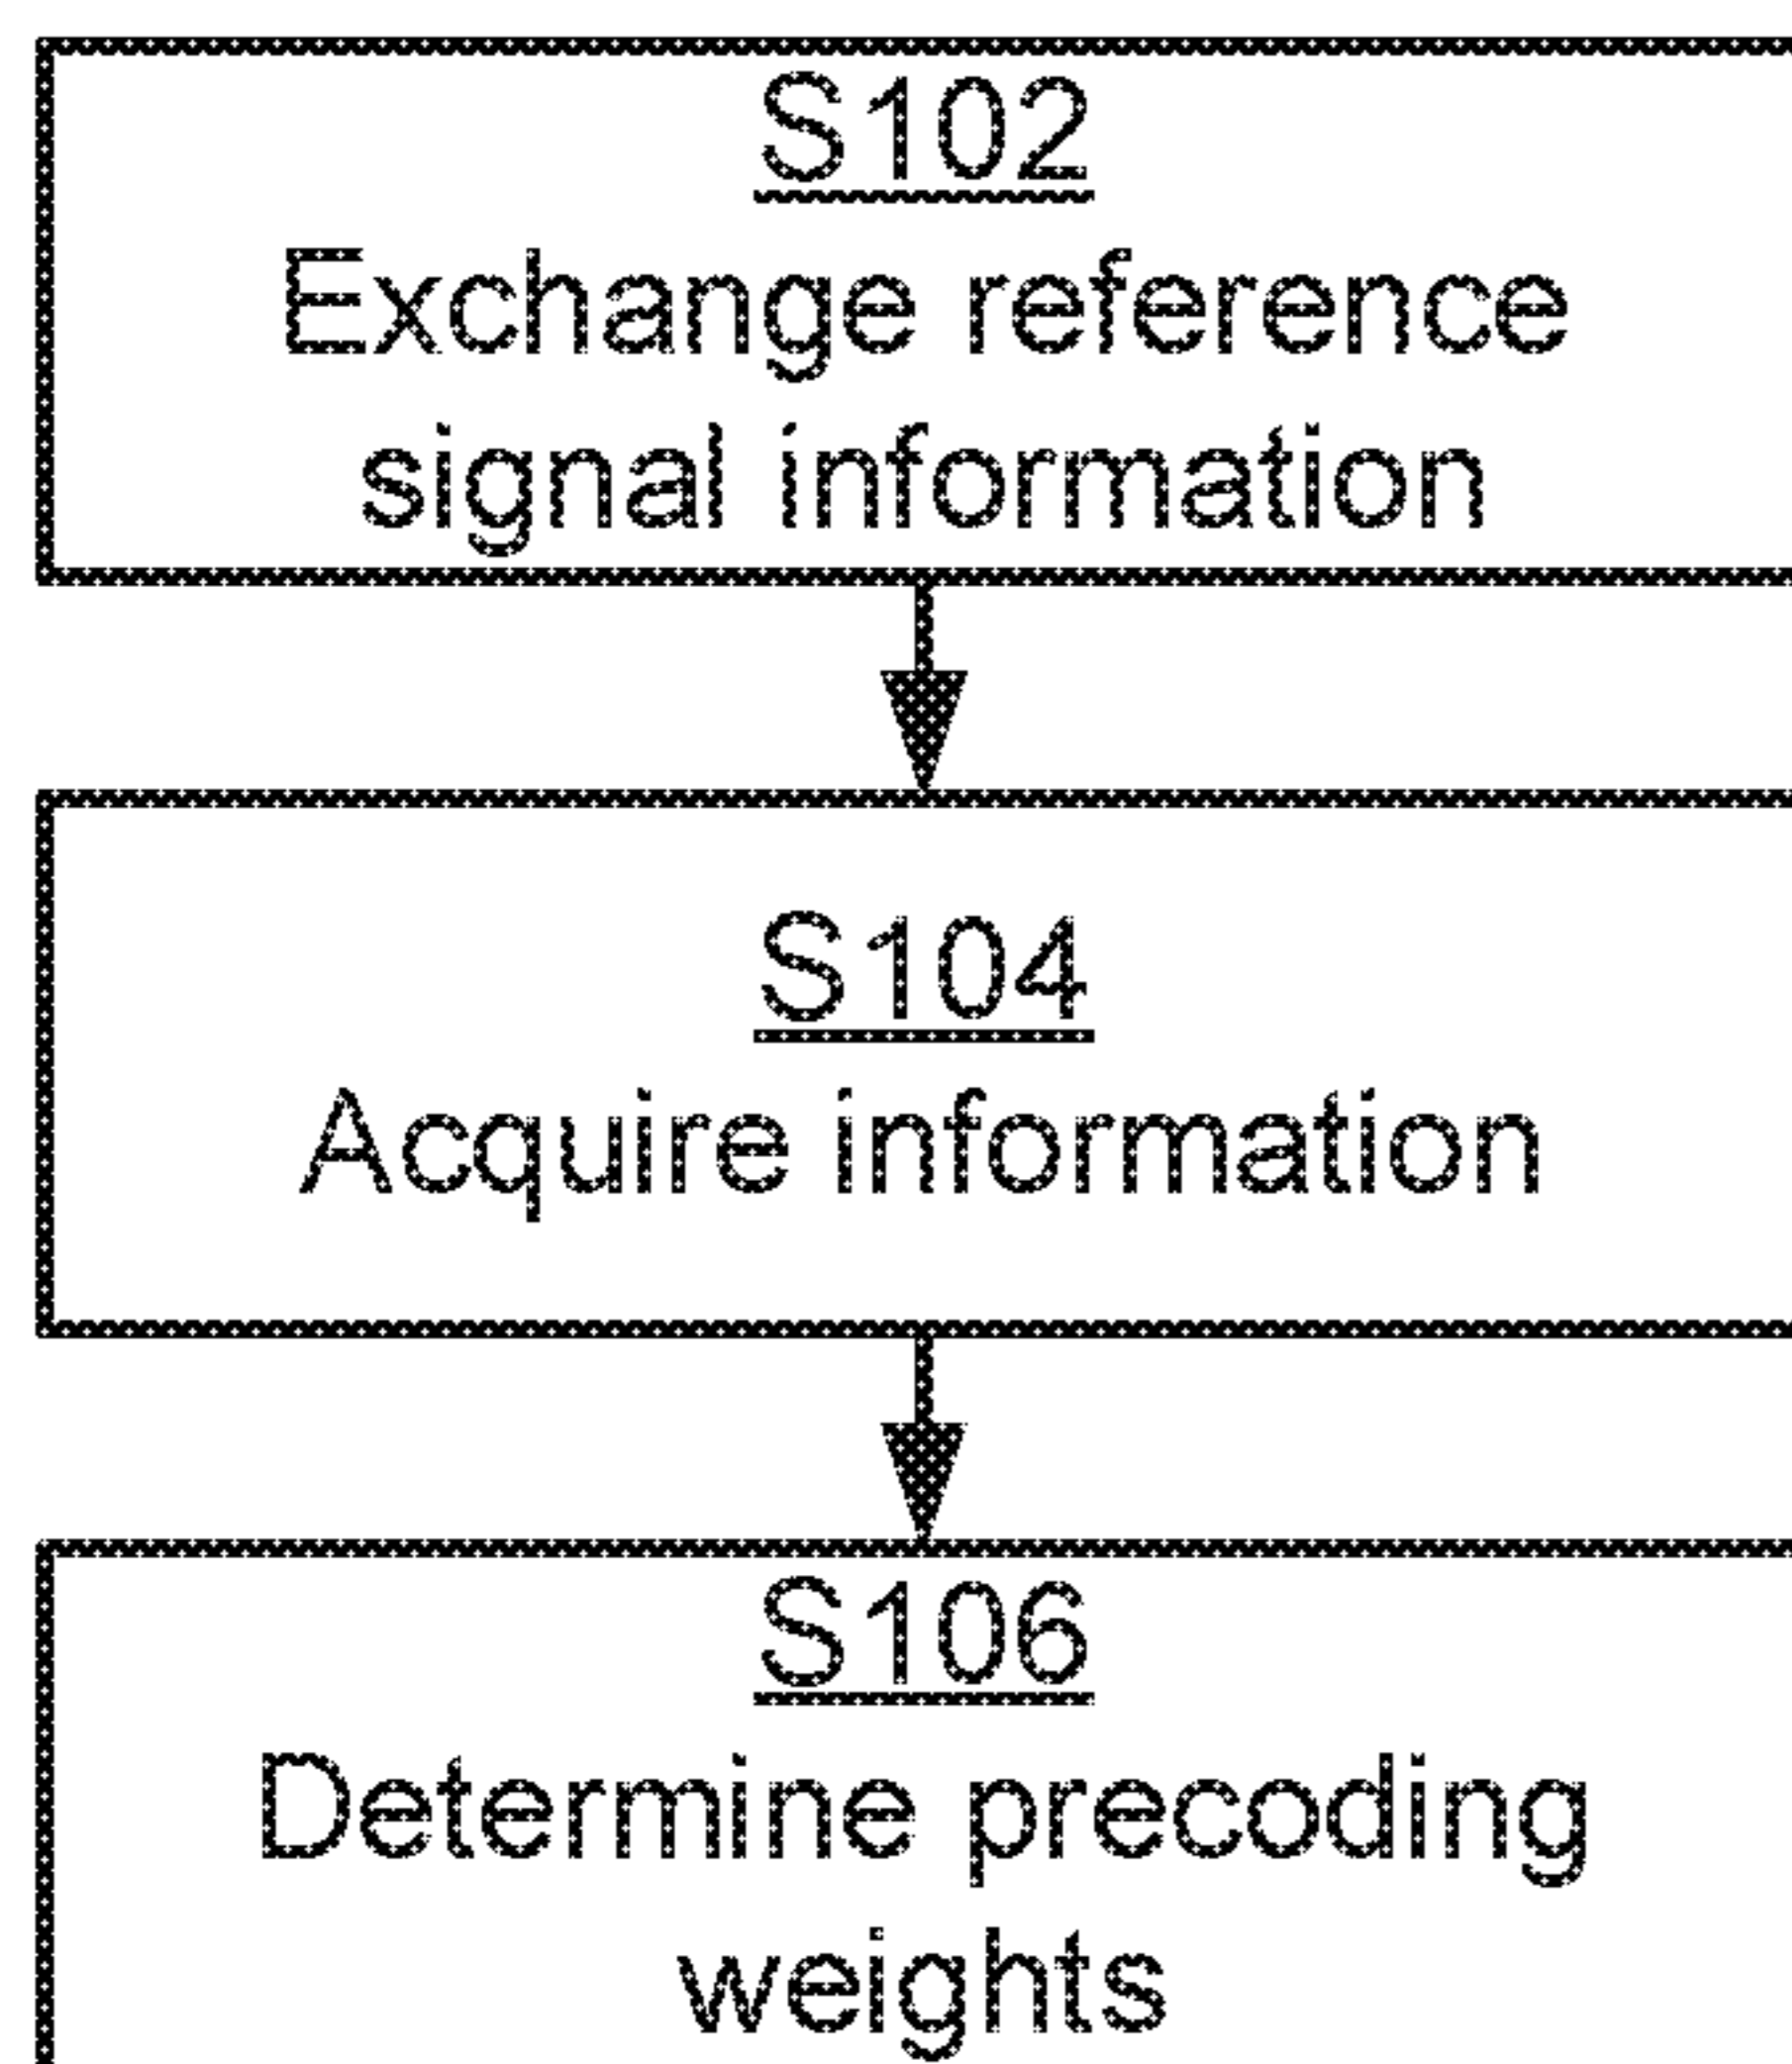 S102
Exchange reference
signal information
S104
Acquire information
S106
Determine precoding
weights